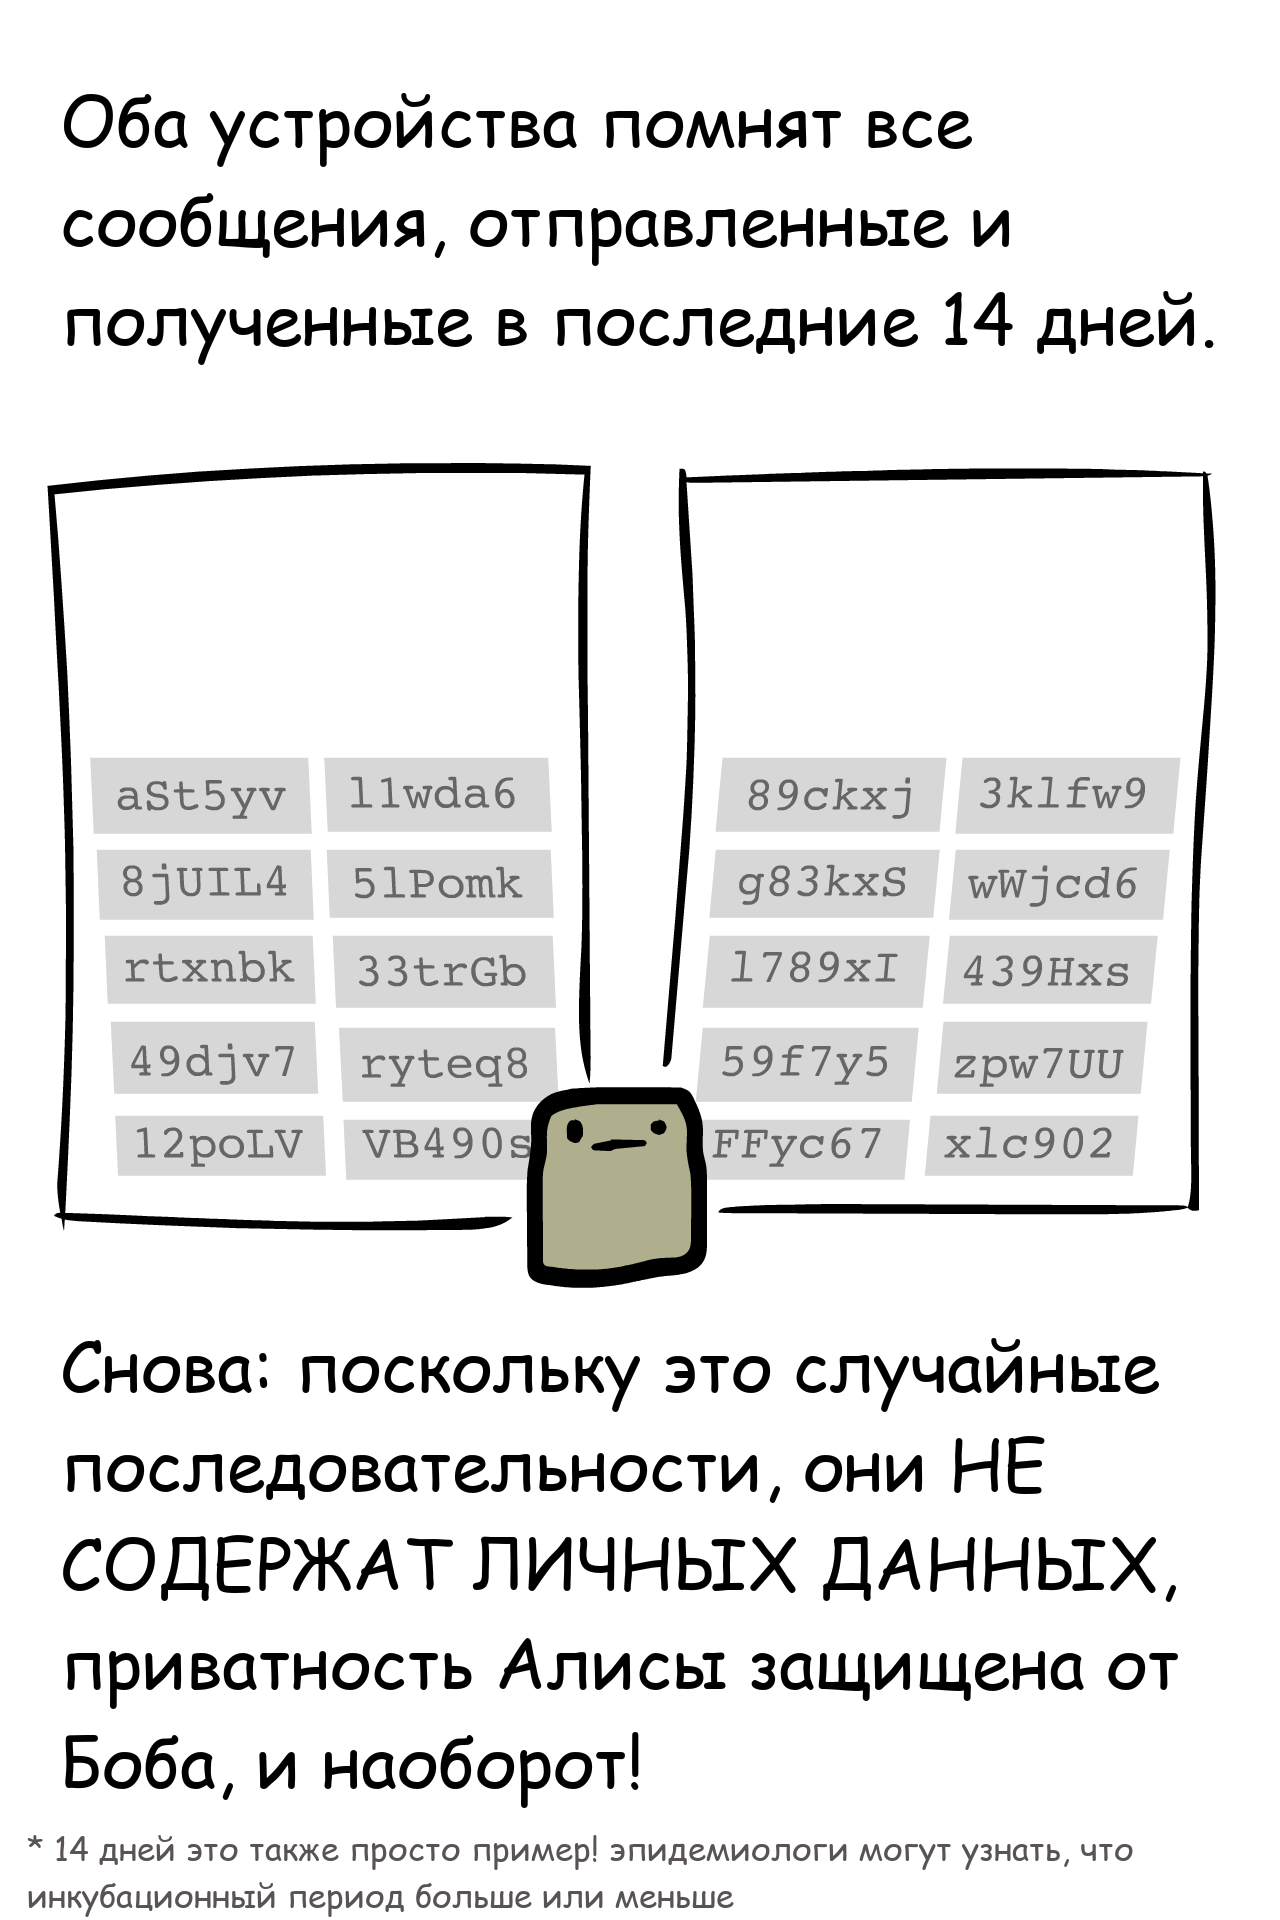 Оба устройства помнят все
сообщения, отправленные и
полученные в последние 14 дней.
aSt5yv l1wda6 89ckxj 3klfw9
8jUIL4 5lPomk g83kxS wWjcd6
rtxnbk 33trGb l789xI 439Hxs
49djv7 ryteq8 59f7y5 zpw7UU
12poLV VB490s FFyc67 xlc902
Снова: поскольку это случайные
последовательности, они НЕ
СОДЕРЖАТ ЛИЧНЫХ ДАННЫХ,
приватность Алисы защищена от
Боба, и наоборот!
* 14 дней это также просто пример! эпидемиологи могут узнать, что
инкубационный период больше или меньше